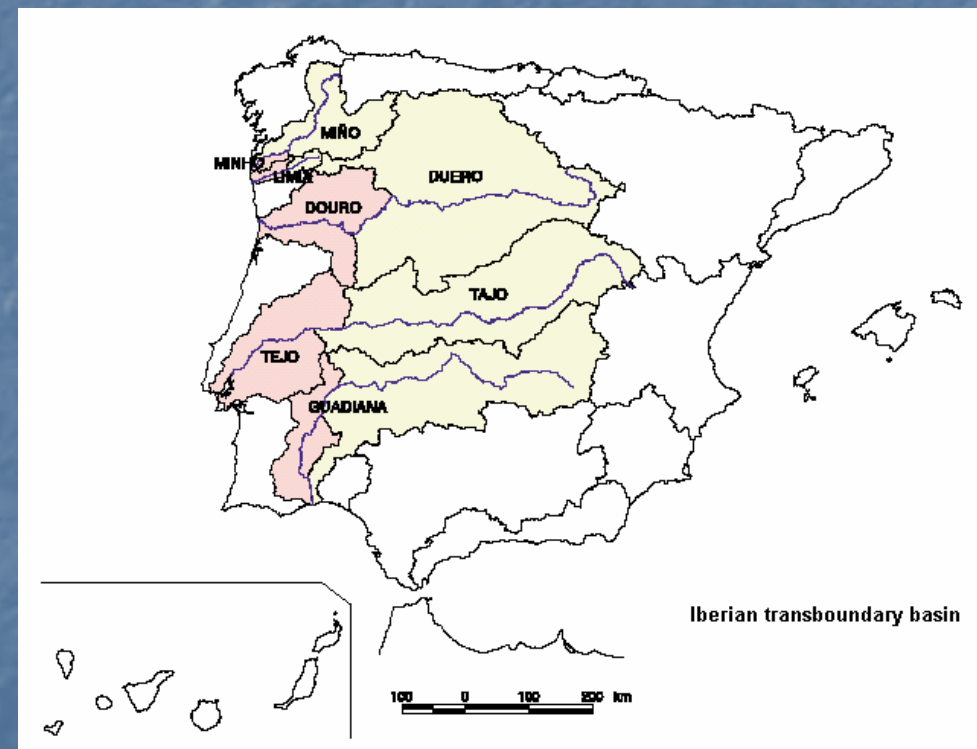 MIÑO
MINHO
LIMIA
DUERO
DOURO
TAJO
TEJO
GUADIANA
Iberian transboundary basin
100 0 100 200 km